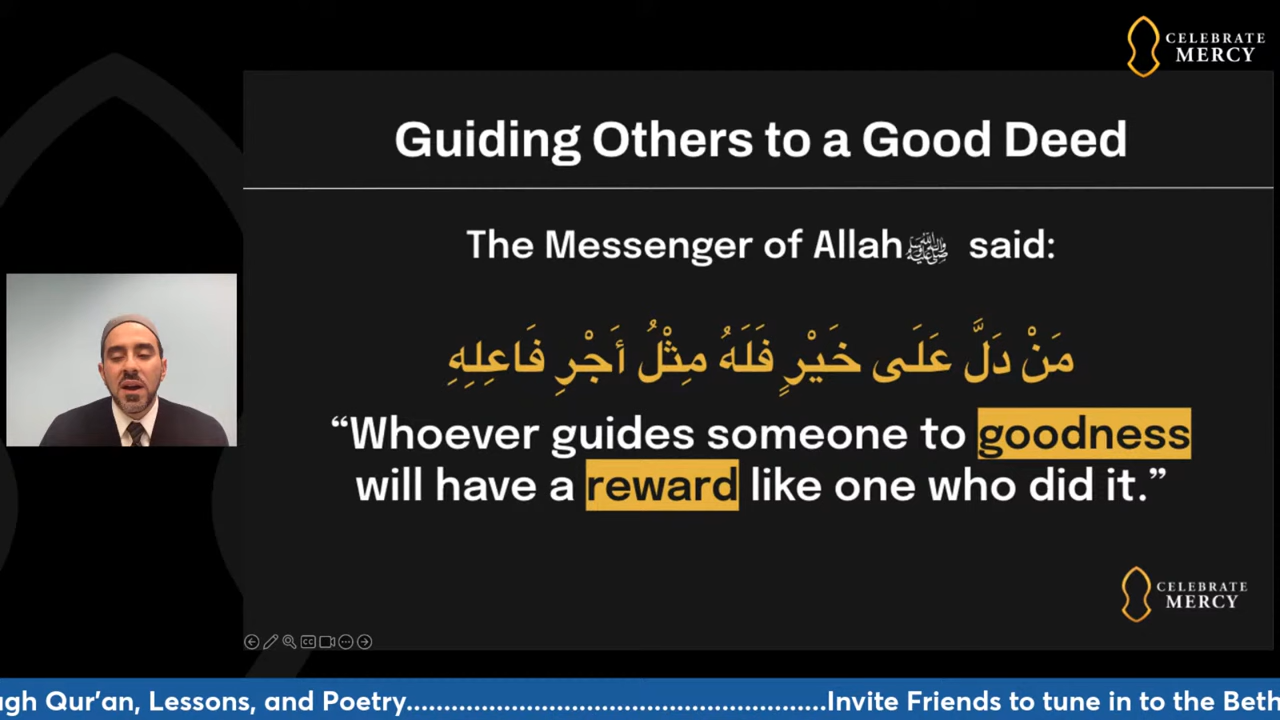 CELEBRATE
MERCY
Guiding Others to a Good Deed
The Messenger of Allah ﷺ said:
مَنْ دَلَّ عَلَى خَيْرٍ فَلَهُ مِثْلُ أَجْرِ فَاعِلِهِ
“Whoever guides someone to goodness
will have a reward like one who did it.”
CELEBRATE
MERCY
CC
ugh Qur’an, Lessons, and Poetry......................................................Invite Friends to tune in to the Beth